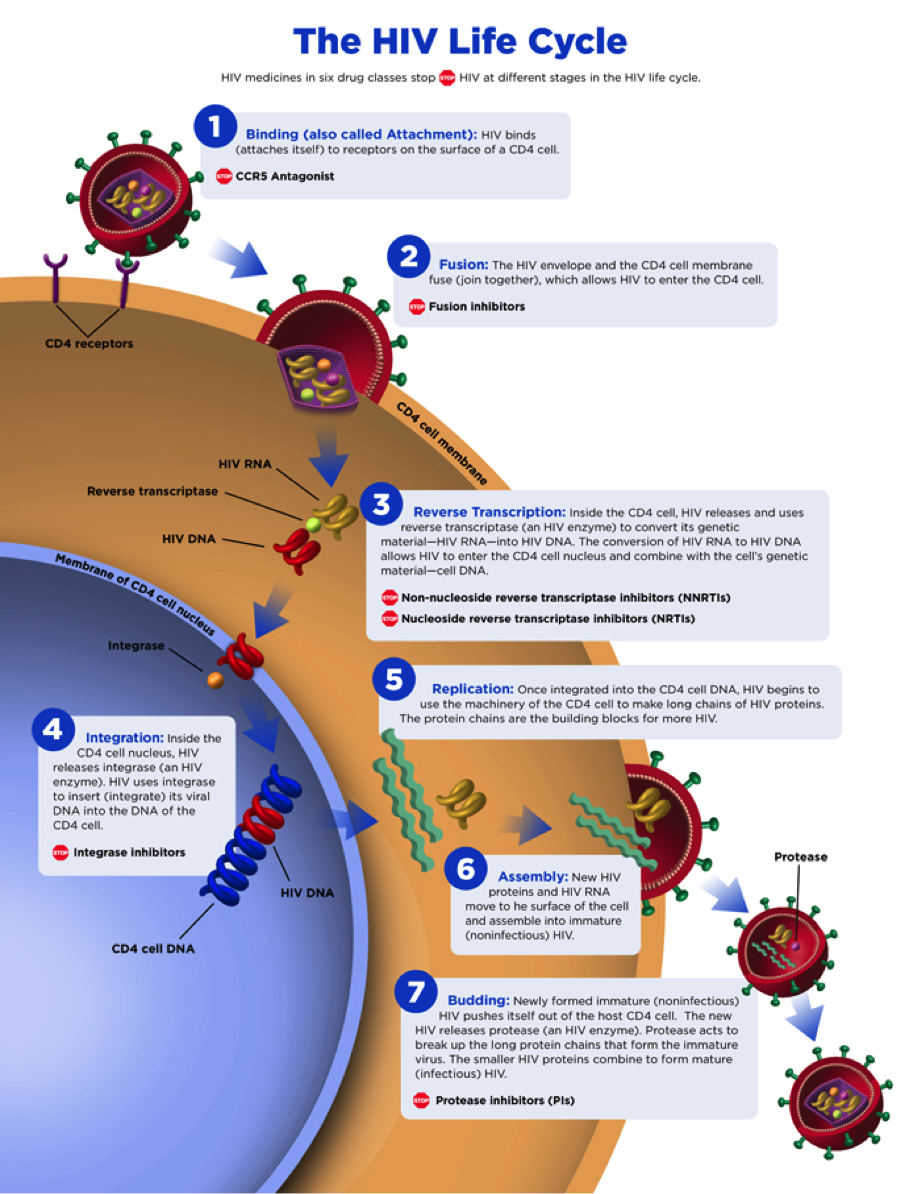 The HIV Life Cycle
HIV medicines in six drug classes stop STOP HIV at different stages in the HIV life cycle.
1
Binding (also called Attachment): HIV binds
(attaches itself) to receptors on the surface of a CD4 cell.
STOP CCR5 Antagonist
2
Fusion: The HIV envelope and the CD4 cell membrane
fuse (join together), which allows HIV to enter the CD4 cell.
STOP Fusion inhibitors
CD4 receptors
CD4 cell membrane
HIV RNA
Reverse transcriptase
HIV DNA
3
Reverse Transcription: Inside the CD4 cell, HIV releases and uses
reverse transcriptase (an HIV enzyme) to convert its genetic
material—HIV RNA—into HIV DNA. The conversion of HIV RNA to HIV DNA
allows HIV to enter the CD4 cell nucleus and combine with the cell's genetic
material—cell DNA.
STOP Non-nucleoside reverse transcriptase inhibitors (NNRTIs)
STOP Nucleoside reverse transcriptase inhibitors (NRTIs)
Membrane of CD4 cell nucleus
Integrase
4
Integration: Inside the
CD4 cell nucleus, HIV
releases integrase (an HIV
enzyme). HIV uses integrase
to insert (integrate) its viral
DNA into the DNA of the
CD4 cell.
STOP Integrase inhibitors
HIV DNA
CD4 cell DNA
5
Replication: Once integrated into the CD4 cell DNA, HIV begins to
use the machinery of the CD4 cell to make long chains of HIV proteins.
The protein chains are the building blocks for more HIV.
6
Assembly: New HIV
proteins and HIV RNA
move to he surface of the cell
and assemble into immature
(noninfectious) HIV.
Protease
7
Budding: Newly formed immature (noninfectious)
HIV pushes itself out of the host CD4 cell. The new
HIV releases protease (an HIV enzyme). Protease acts to
break up the long protein chains that form the immature
virus. The smaller HIV proteins combine to form mature
(infectious) HIV.
STOP Protease inhibitors (PIs)